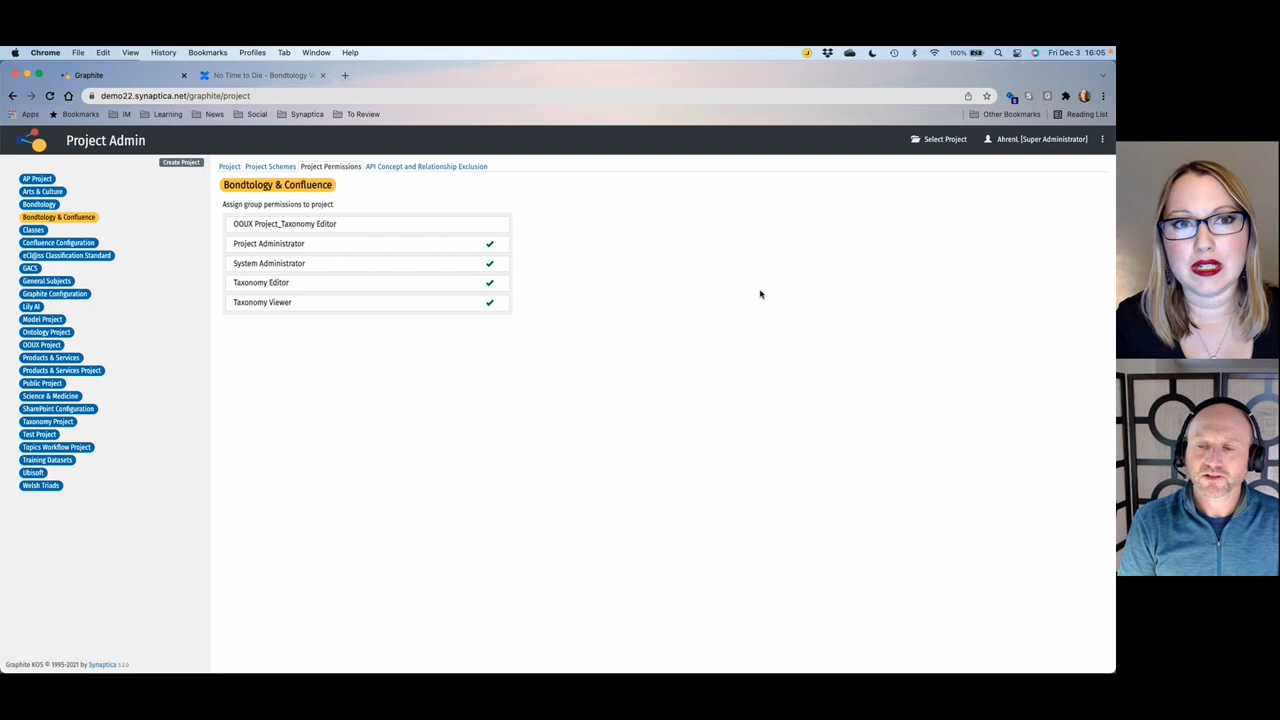 Chrome File Edit View History Bookmarks Profiles Tab Window Help 100% Fri Dec 3 16:05
Graphite No Time to Die – Bondtology W
demo22.synaptica.net/graphite/project
Apps Bookmarks IM Learning News Social Synaptica To Review Other Bookmarks Reading List
Project Admin Select Project AhrenL [Super Administrator]
Create Project
Project Project Schemes Project Permissions API Concept and Relationship Exclusion
Bondtology & Confluence
Assign group permissions to project
OOUX Project_Taxonomy Editor
Project Administrator
System Administrator
Taxonomy Editor
Taxonomy Viewer
AP Project
Arts & Culture
Bondtology
Bondtology & Confluence
Classes
Confluence Configuration
eCl@ss Classification Standard
GACS
General Subjects
Graphite Configuration
Lily AI
Model Project
Ontology Project
OOUX Project
Products & Services
Products & Services Project
Public Project
Science & Medicine
SharePoint Configuration
Taxonomy Project
Test Project
Topics Workflow Project
Training Datasets
Ubisoft
Welsh Triads
Graphite KOS © 1995-2021 by Synaptica 5.2.0